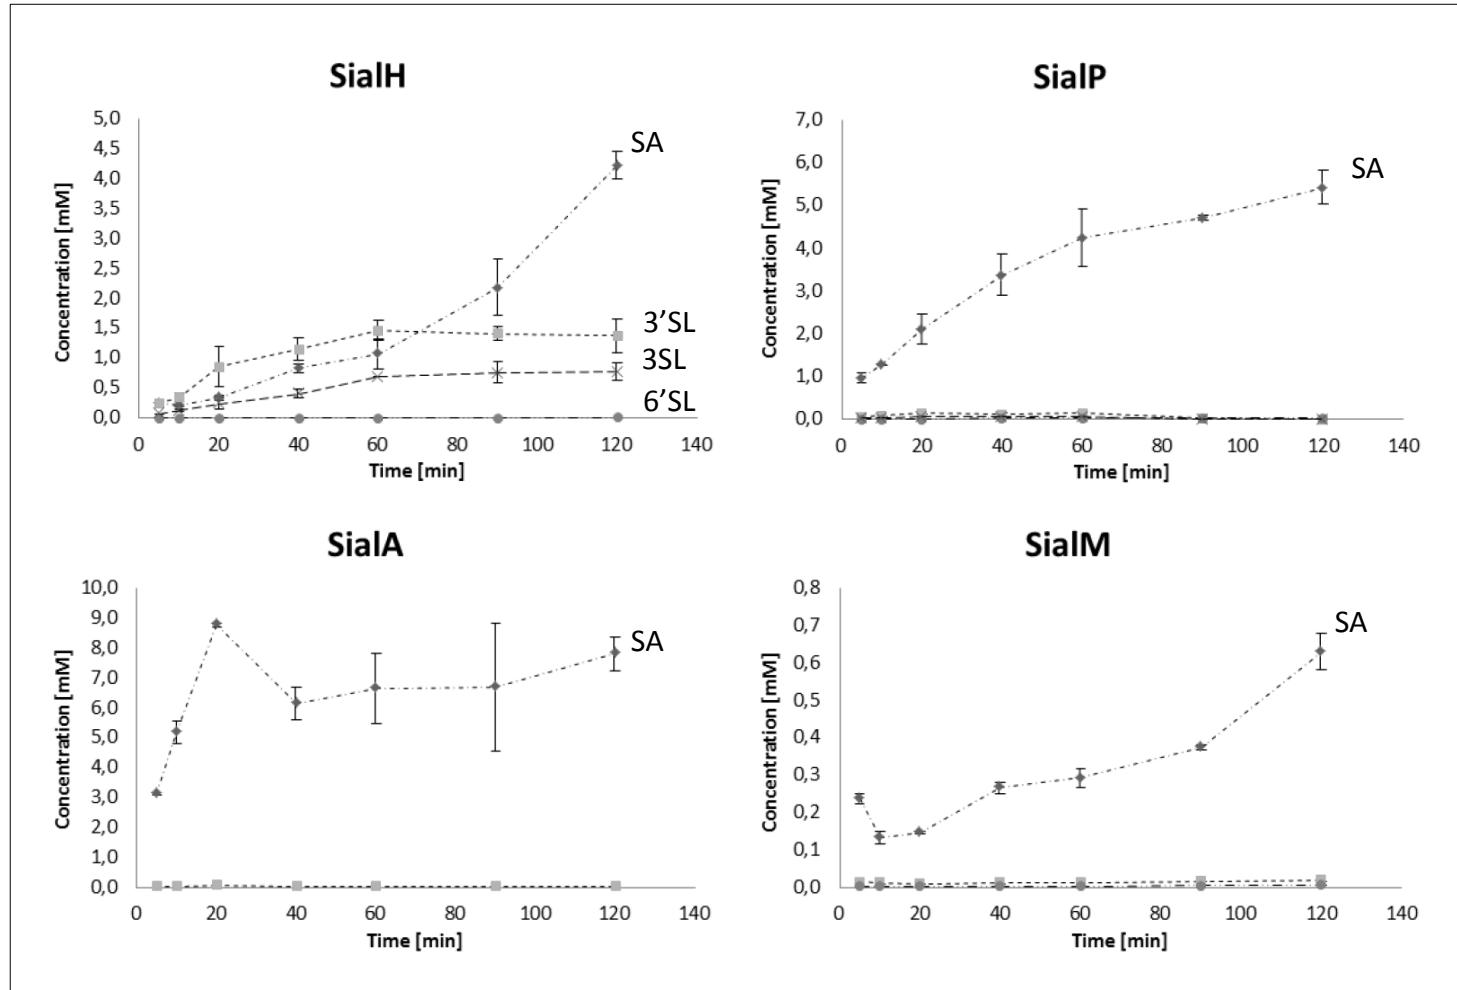 SialH
5,0
4,5
4,0
3,5
3,0
2,5
2,0
1,5
1,0
0,5
0,0
Concentration [mM]
0 20 40 60 80 100 120 140
Time [min]
SA
3’SL
3SL
6’SL
SialP
7,0
6,0
5,0
4,0
3,0
2,0
1,0
0,0
Concentration [mM]
0 20 40 60 80 100 120 140
Time [min]
SA
SialA
10,0
9,0
8,0
7,0
6,0
5,0
4,0
3,0
2,0
1,0
0,0
Concentration [mM]
0 20 40 60 80 100 120 140
Time [min]
SA
SialM
0,8
0,7
0,6
0,5
0,4
0,3
0,2
0,1
0,0
Concentration [mM]
0 20 40 60 80 100 120 140
Time [min]
SA